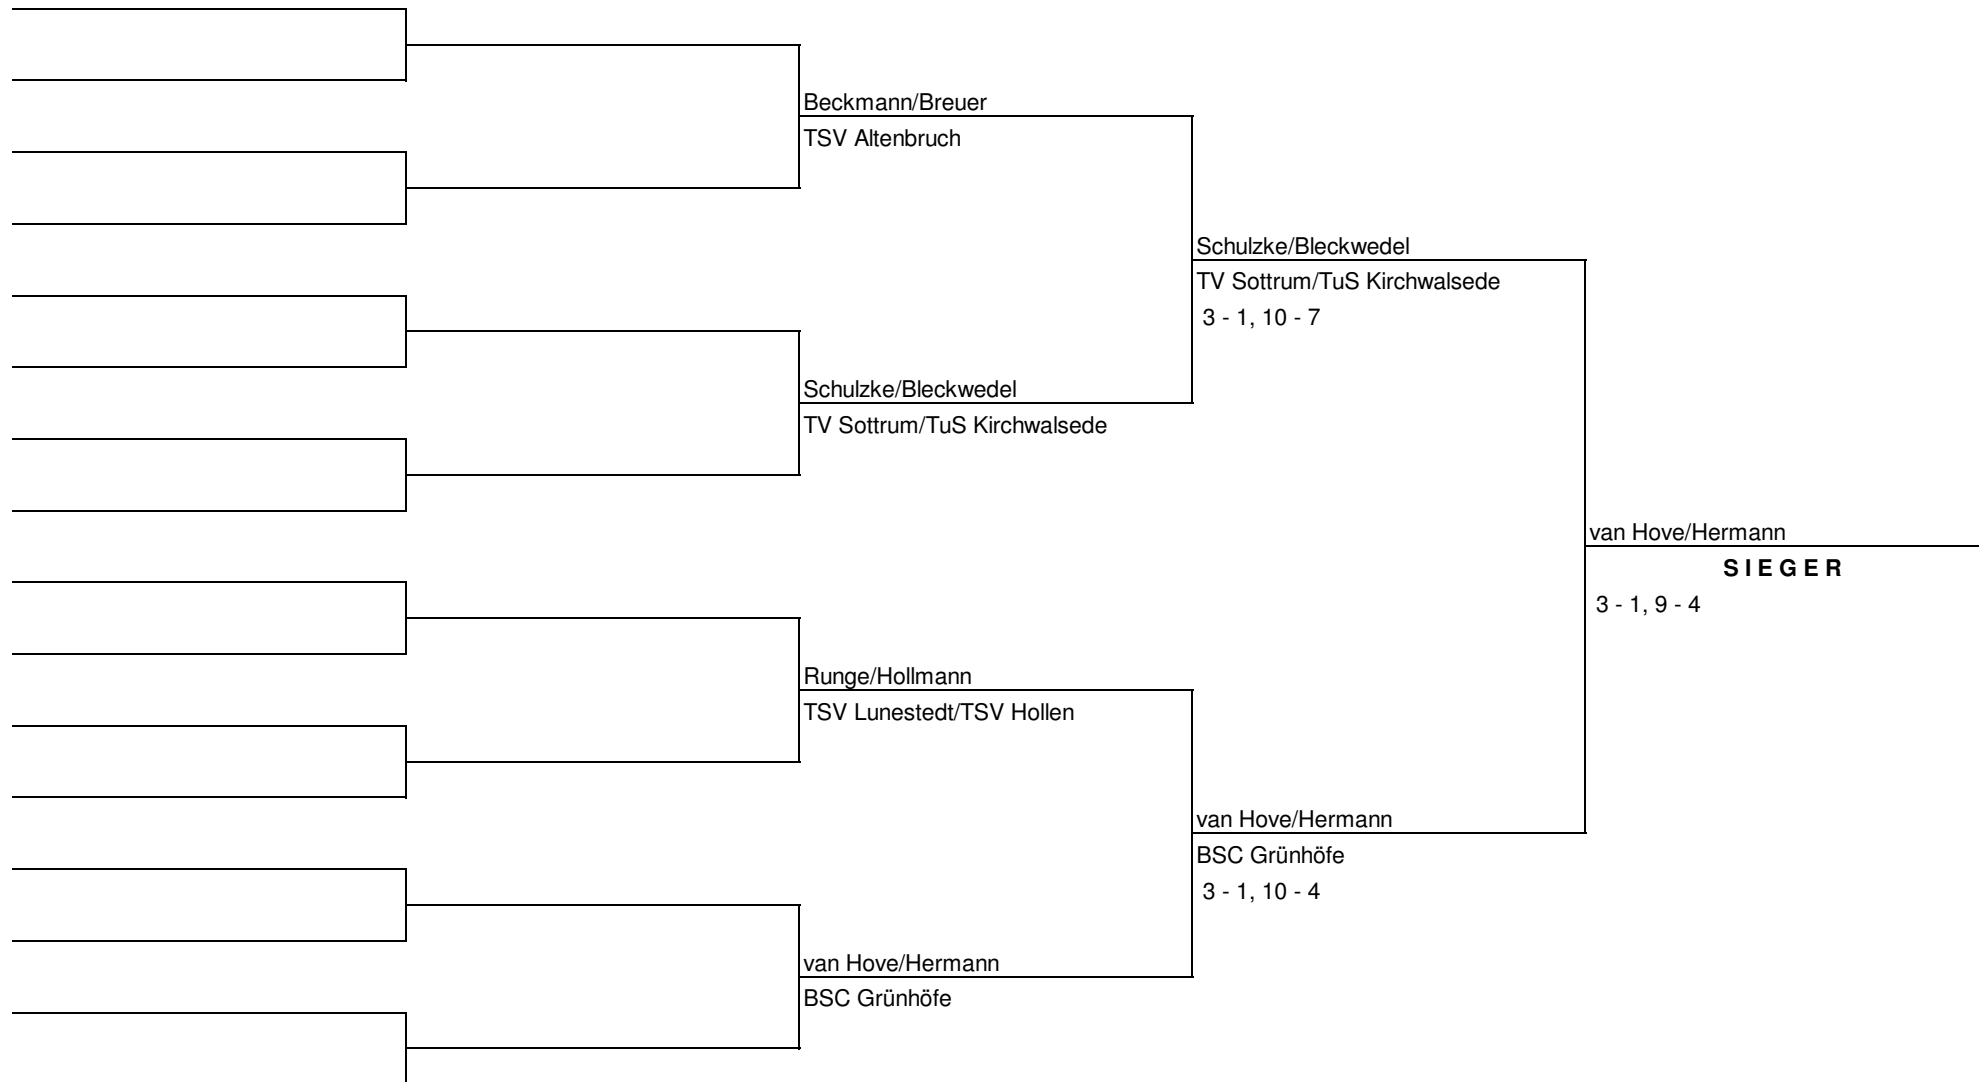 Beckmann/Breuer
TSV Altenbruch
Schulzke/Bleckwedel
TV Sottrum/TuS Kirchwalsede
3 - 1, 10 - 7
Schulzke/Bleckwedel
TV Sottrum/TuS Kirchwalsede
van Hove/Hermann
S I E G E R
3 - 1, 9 - 4
Runge/Hollmann
TSV Lunestedt/TSV Hollen
van Hove/Hermann
BSC Grünhöfe
3 - 1, 10 - 4
van Hove/Hermann
BSC Grünhöfe